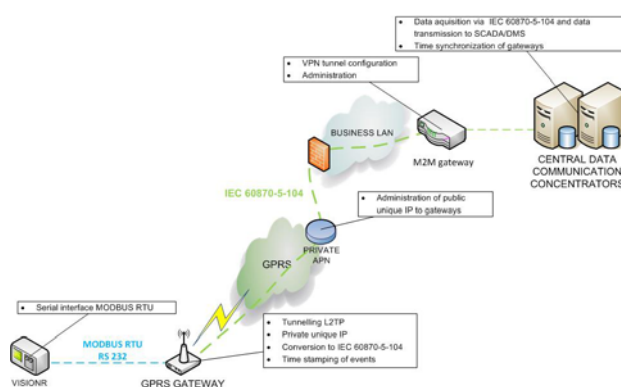 • Data aquisition via IEC 60870-5-104 and data
transmission to SCADA/DMS
• Time synchronization of gateways
• VPN tunnel configuration
• Administration
BUSINESS LAN
M2M gateway
CENTRAL DATA
COMMUNICATION
CONCENTRATORS
IEC 60870-5-104
• Administration of public
unique IP to gateways
PRIVATE
APN
GPRS
• Serial interface MODBUS RTU
MODBUS RTU
RS 232
• Tunnelling L2TP
• Private unique IP
• Conversion to IEC 60870-5-104
• Time stamping of events
VISIONR
GPRS GATEWAY